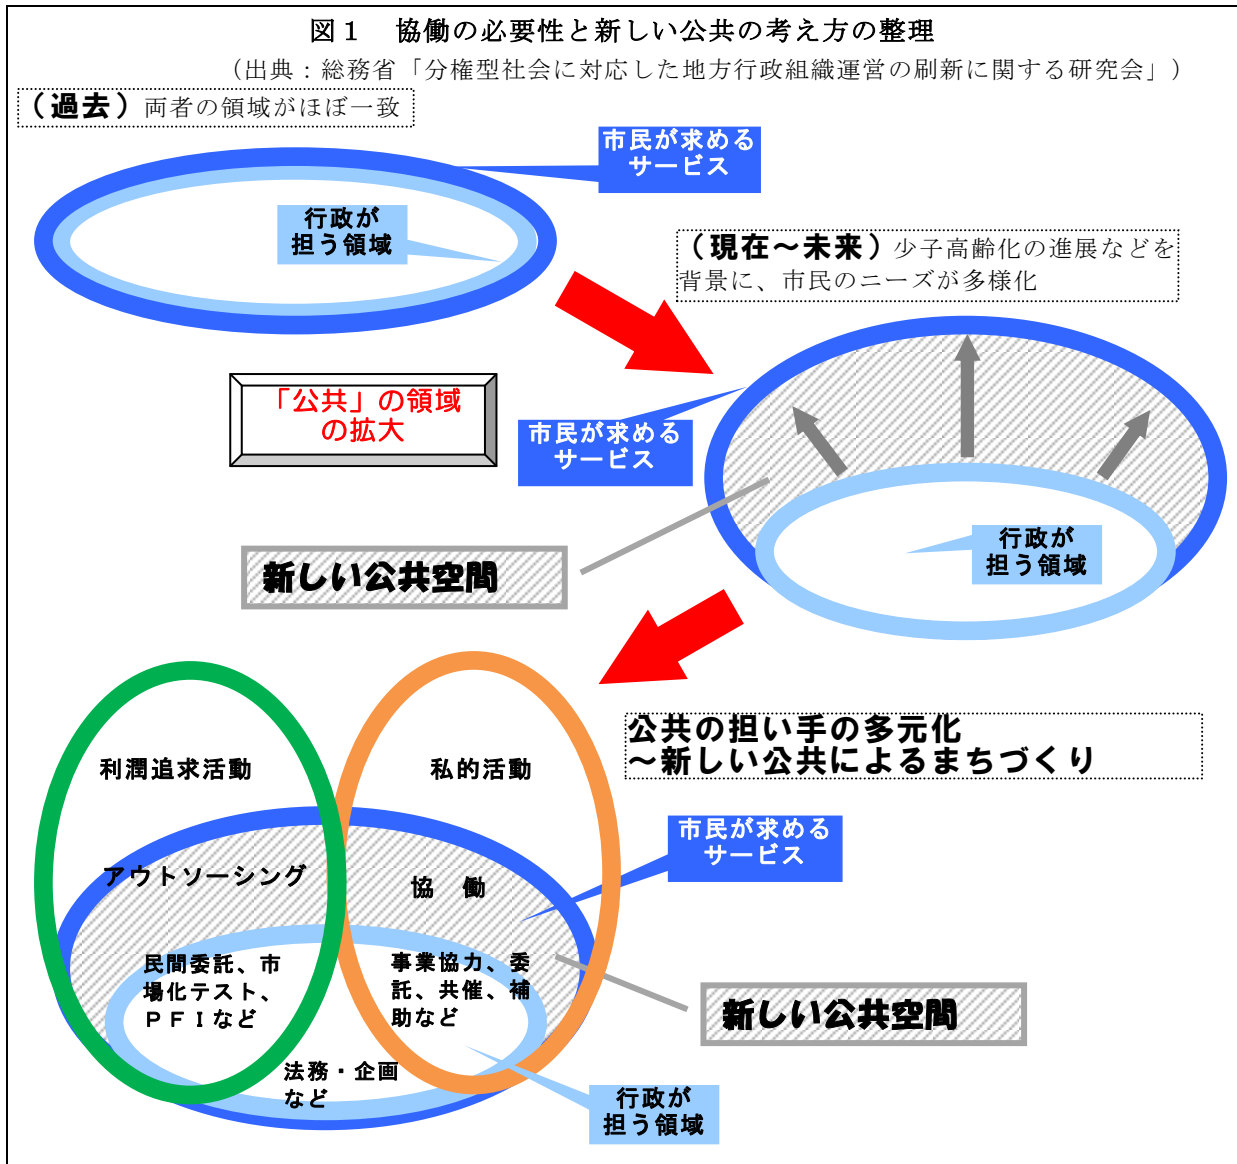 図１　協働の必要性と新しい公共の考え方の整理
（出典：総務省「分権型社会に対応した地方行政組織運営の刷新に関する研究会」）
（過去）両者の領域がほぼ一致
市民が求める
サービス
行政が
担う領域
（現在～未来）少子高齢化の進展などを
背景に、市民のニーズが多様化
「公共」の領域
の拡大
市民が求める
サービス
行政が
担う領域
新しい公共空間
公共の担い手の多元化
～新しい公共によるまちづくり
利潤追求活動
私的活動
市民が求める
サービス
アウトソーシング
協　働
民間委託、市
場化テスト、
ＰＦＩなど
事業協力、委
託、共催、補
助など
新しい公共空間
法務・企画
など
行政が
担う領域